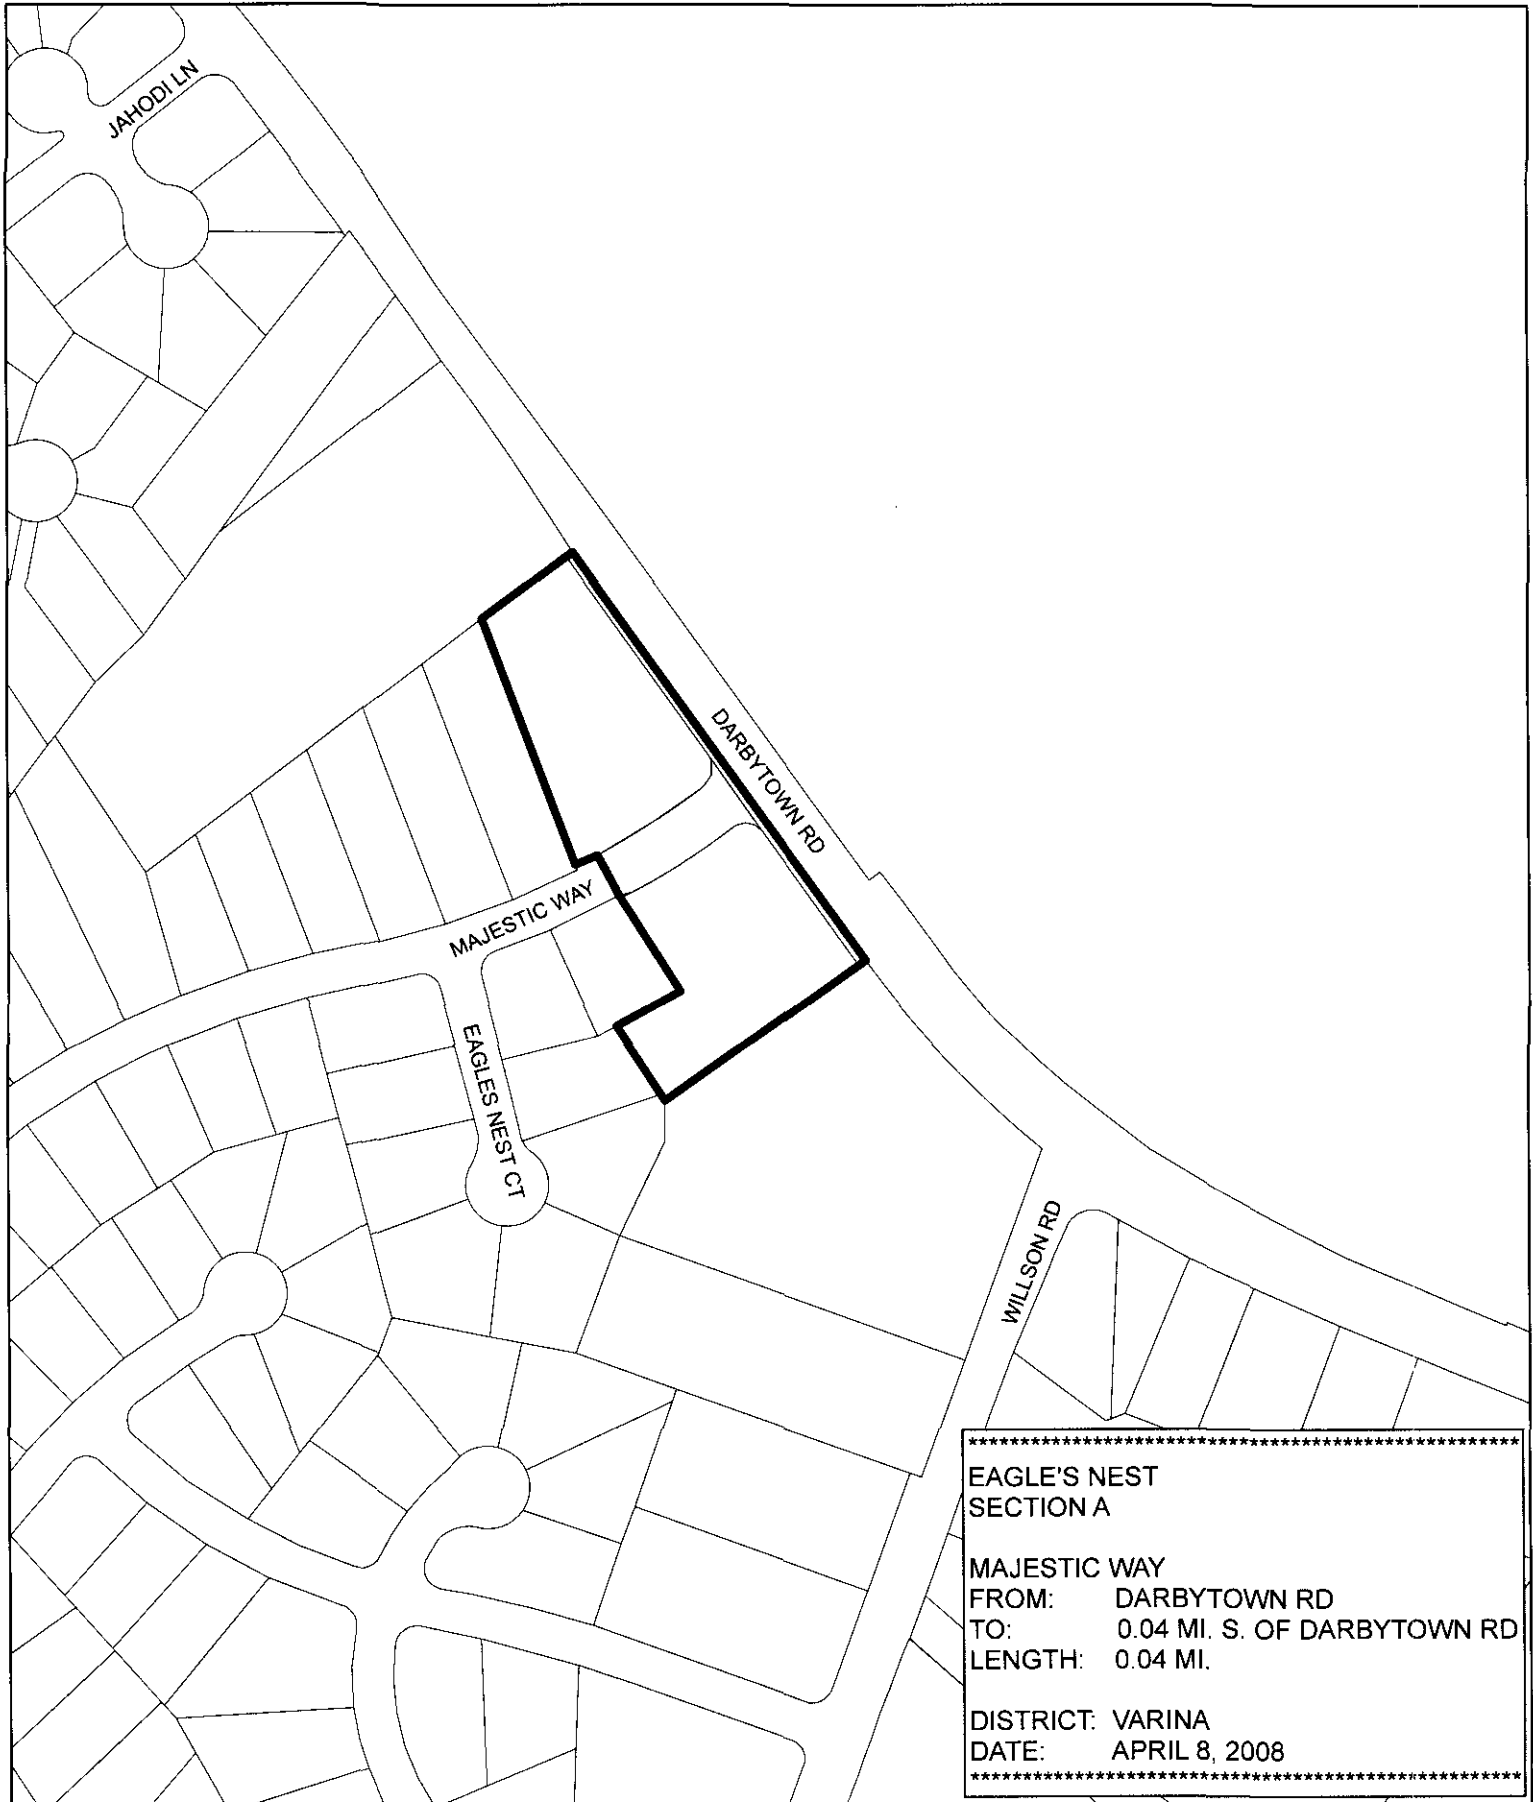 JAHODI LN
DARBYTOWN RD
MAJESTIC WAY
EAGLES NEST CT
WILLSON RD
*****************************************************
EAGLE'S NEST
SECTION A
MAJESTIC WAY
FROM: DARBYTOWN RD
TO: 0.04 MI. S. OF DARBYTOWN RD
LENGTH: 0.04 MI.
DISTRICT: VARINA
DATE: APRIL 8, 2008
*****************************************************